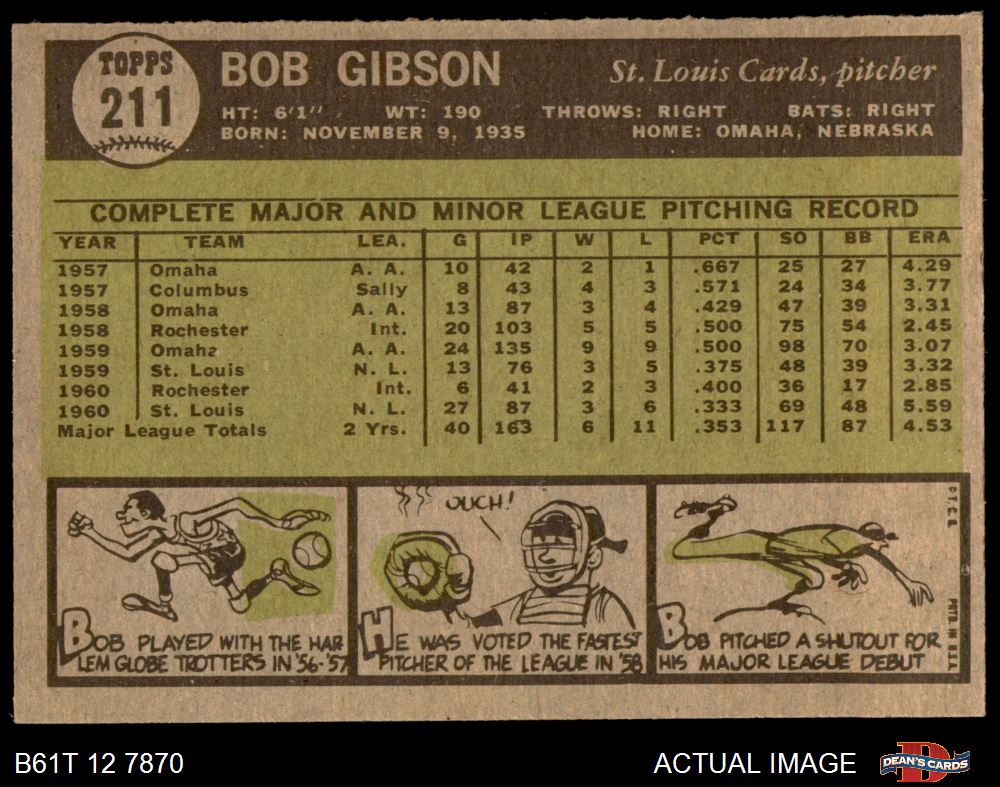 TOPPS
211
BOB GIBSON
St. Louis Cards, pitcher
HT: 6'1" WT: 190 THROWS: RIGHT BATS: RIGHT
BORN: NOVEMBER 9, 1935 HOME: OMAHA, NEBRASKA
COMPLETE MAJOR AND MINOR LEAGUE PITCHING RECORD
YEAR TEAM LEA. G IP W L PCT SO BB ERA
1957 Omaha A. A. 10 42 2 1 .667 25 27 4.29
1957 Columbus Sally 8 43 4 3 .571 24 34 3.77
1958 Omaha A. A. 13 87 3 4 .429 47 39 3.31
1958 Rochester Int. 20 103 5 5 .500 75 54 2.45
1959 Omaha A. A. 24 135 9 9 .500 98 70 3.07
1959 St. Louis N. L. 13 76 3 5 .375 48 39 3.32
1960 Rochester Int. 6 41 2 3 .400 36 17 2.85
1960 St. Louis N. L. 27 87 3 6 .333 69 48 5.59
Major League Totals 2 Yrs. 40 163 6 11 .353 117 87 4.53
BOB PLAYED WITH THE HAR
LEM GLOBE TROTTERS IN '56-'57
OUCH!
HE WAS VOTED THE FASTEST
PITCHER OF THE LEAGUE IN '58
BOB PITCHED A SHUTOUT FOR
HIS MAJOR LEAGUE DEBUT
©T.C.G.
PRTD. IN U.S.A.
B61T 12 7870
ACTUAL IMAGE
DEAN'S CARDS